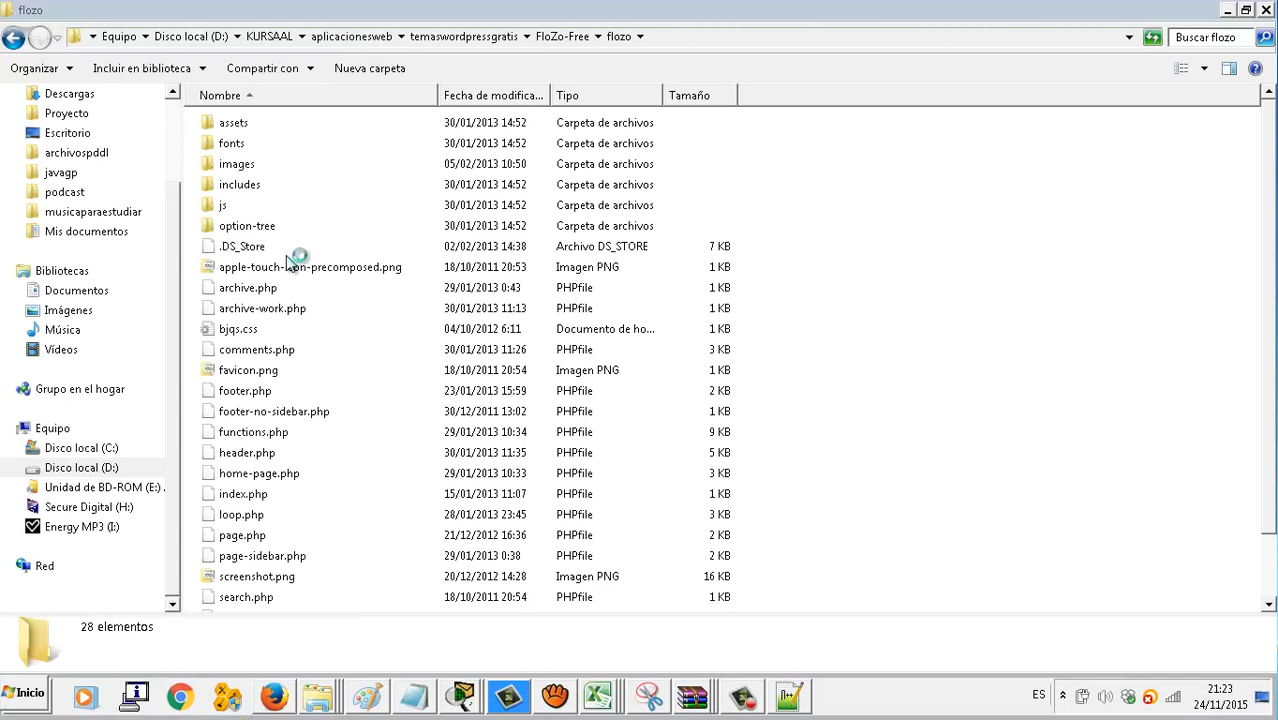 flozo
Equipo Disco local (D:) KURSAAL aplicacionesweb temaswordpressgratis FloZo-Free flozo Buscar flozo
Organizar Incluir en biblioteca Compartir con Nueva carpeta
Nombre Fecha de modifica... Tipo Tamaño
Descargas
Proyecto
Escritorio
archivospddl
javagp
podcast
musicaparaestudiar
Mis documentos
Bibliotecas
Documentos
Imágenes
Música
Vídeos
Grupo en el hogar
Equipo
Disco local (C:)
Disco local (D:)
Unidad de BD-ROM (E:) .
Secure Digital (H:)
Energy MP3 (I:)
Red
assets 30/01/2013 14:52 Carpeta de archivos
fonts 30/01/2013 14:52 Carpeta de archivos
images 05/02/2013 10:50 Carpeta de archivos
includes 30/01/2013 14:52 Carpeta de archivos
js 30/01/2013 14:52 Carpeta de archivos
option-tree 30/01/2013 14:52 Carpeta de archivos
.DS_Store 02/02/2013 14:38 Archivo DS_STORE 7 KB
apple-touch-icon-precomposed.png 18/10/2011 20:53 Imagen PNG 1 KB
archive.php 29/01/2013 0:43 PHPfile 1 KB
archive-work.php 30/01/2013 11:13 PHPfile 1 KB
bjqs.css 04/10/2012 6:11 Documento de ho... 1 KB
comments.php 30/01/2013 11:26 PHPfile 3 KB
favicon.png 18/10/2011 20:54 Imagen PNG 1 KB
footer.php 23/01/2013 15:59 PHPfile 2 KB
footer-no-sidebar.php 30/12/2011 13:02 PHPfile 1 KB
functions.php 29/01/2013 10:34 PHPfile 9 KB
header.php 30/01/2013 11:35 PHPfile 5 KB
home-page.php 29/01/2013 10:33 PHPfile 3 KB
index.php 15/01/2013 11:07 PHPfile 1 KB
loop.php 28/01/2013 23:45 PHPfile 3 KB
page.php 21/12/2012 16:36 PHPfile 2 KB
page-sidebar.php 29/01/2013 0:38 PHPfile 2 KB
screenshot.png 20/12/2012 14:28 Imagen PNG 16 KB
search.php 18/10/2011 20:54 PHPfile 1 KB
28 elementos
Inicio ES 21:23
24/11/2015